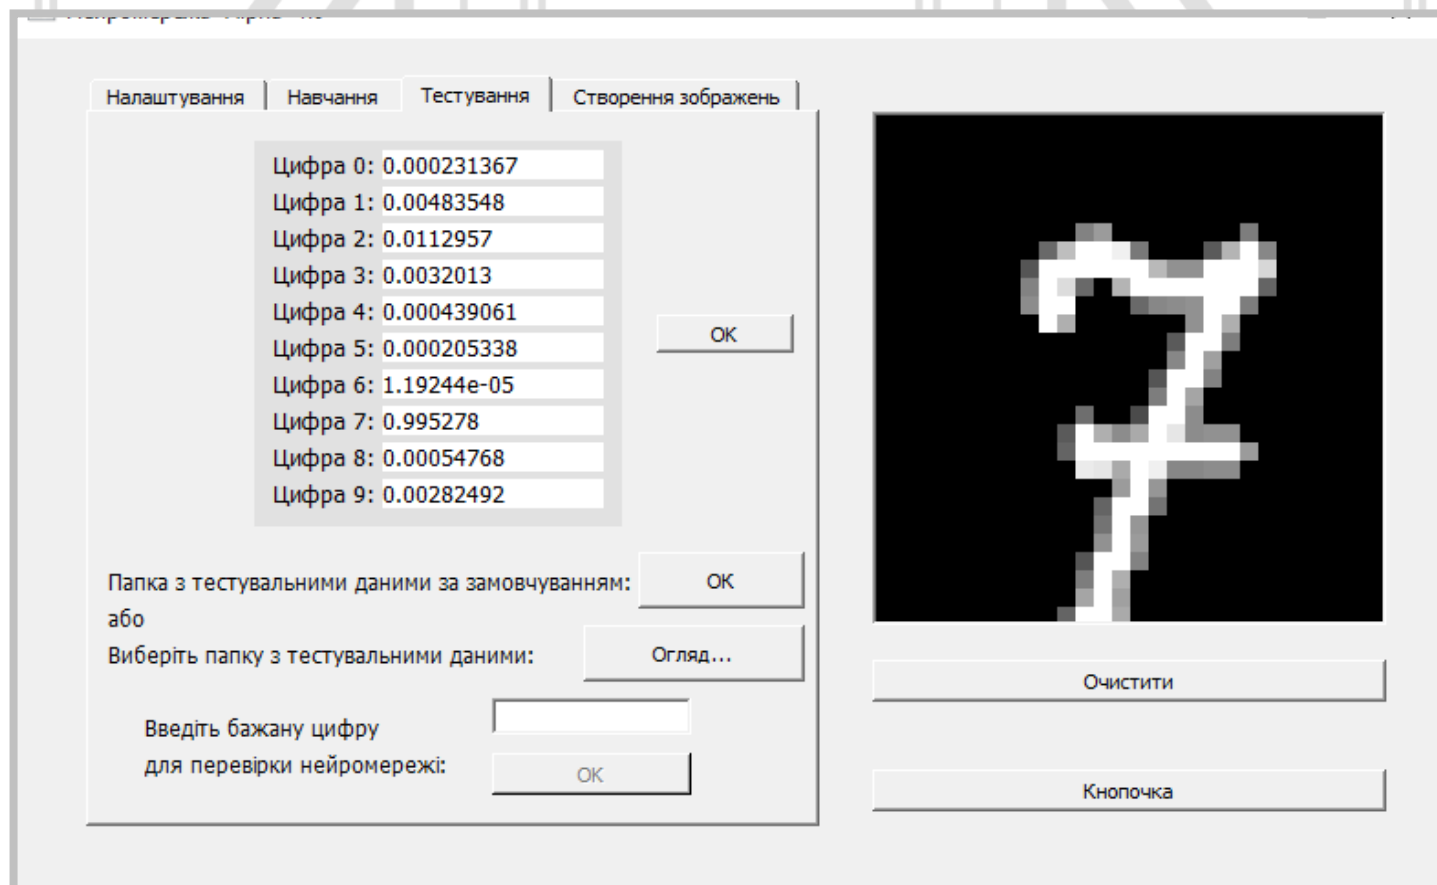 Налаштування
Навчання
Тестування
Створення зображень
Цифра 0: 0.000231367
Цифра 1: 0.00483548
Цифра 2: 0.0112957
Цифра 3: 0.0032013
Цифра 4: 0.000439061
Цифра 5: 0.000205338
Цифра 6: 1.19244e-05
Цифра 7: 0.995278
Цифра 8: 0.00054768
Цифра 9: 0.00282492
OK
Папка з тестувальними даними за замовчуванням: OK
або
Виберіть папку з тестувальними даними: Огляд...
Введіть бажану цифру
для перевірки нейромережі: OK
7
Очистити
Кнопочка